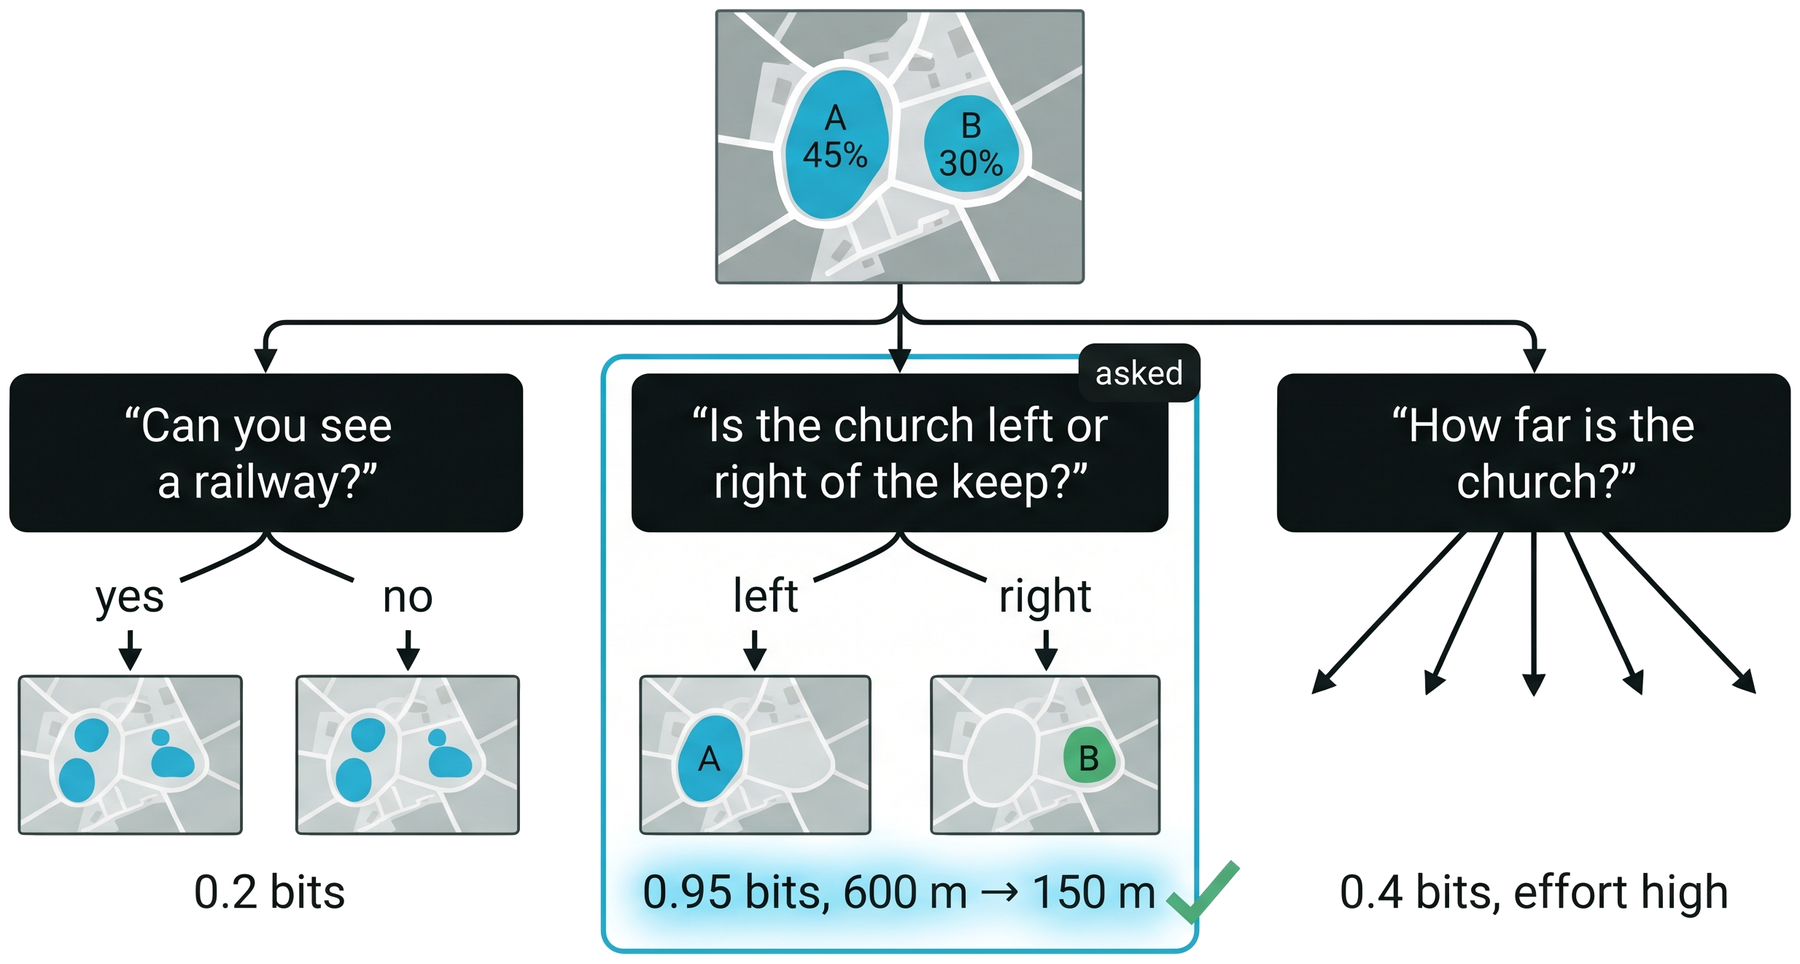 A
45%
B
30%
asked
“Can you see
a railway?”
“Is the church left or
right of the keep?”
“How far is the
church?”
yes
no
left
right
A
B
0.2 bits
0.95 bits, 600 m → 150 m
0.4 bits, effort high